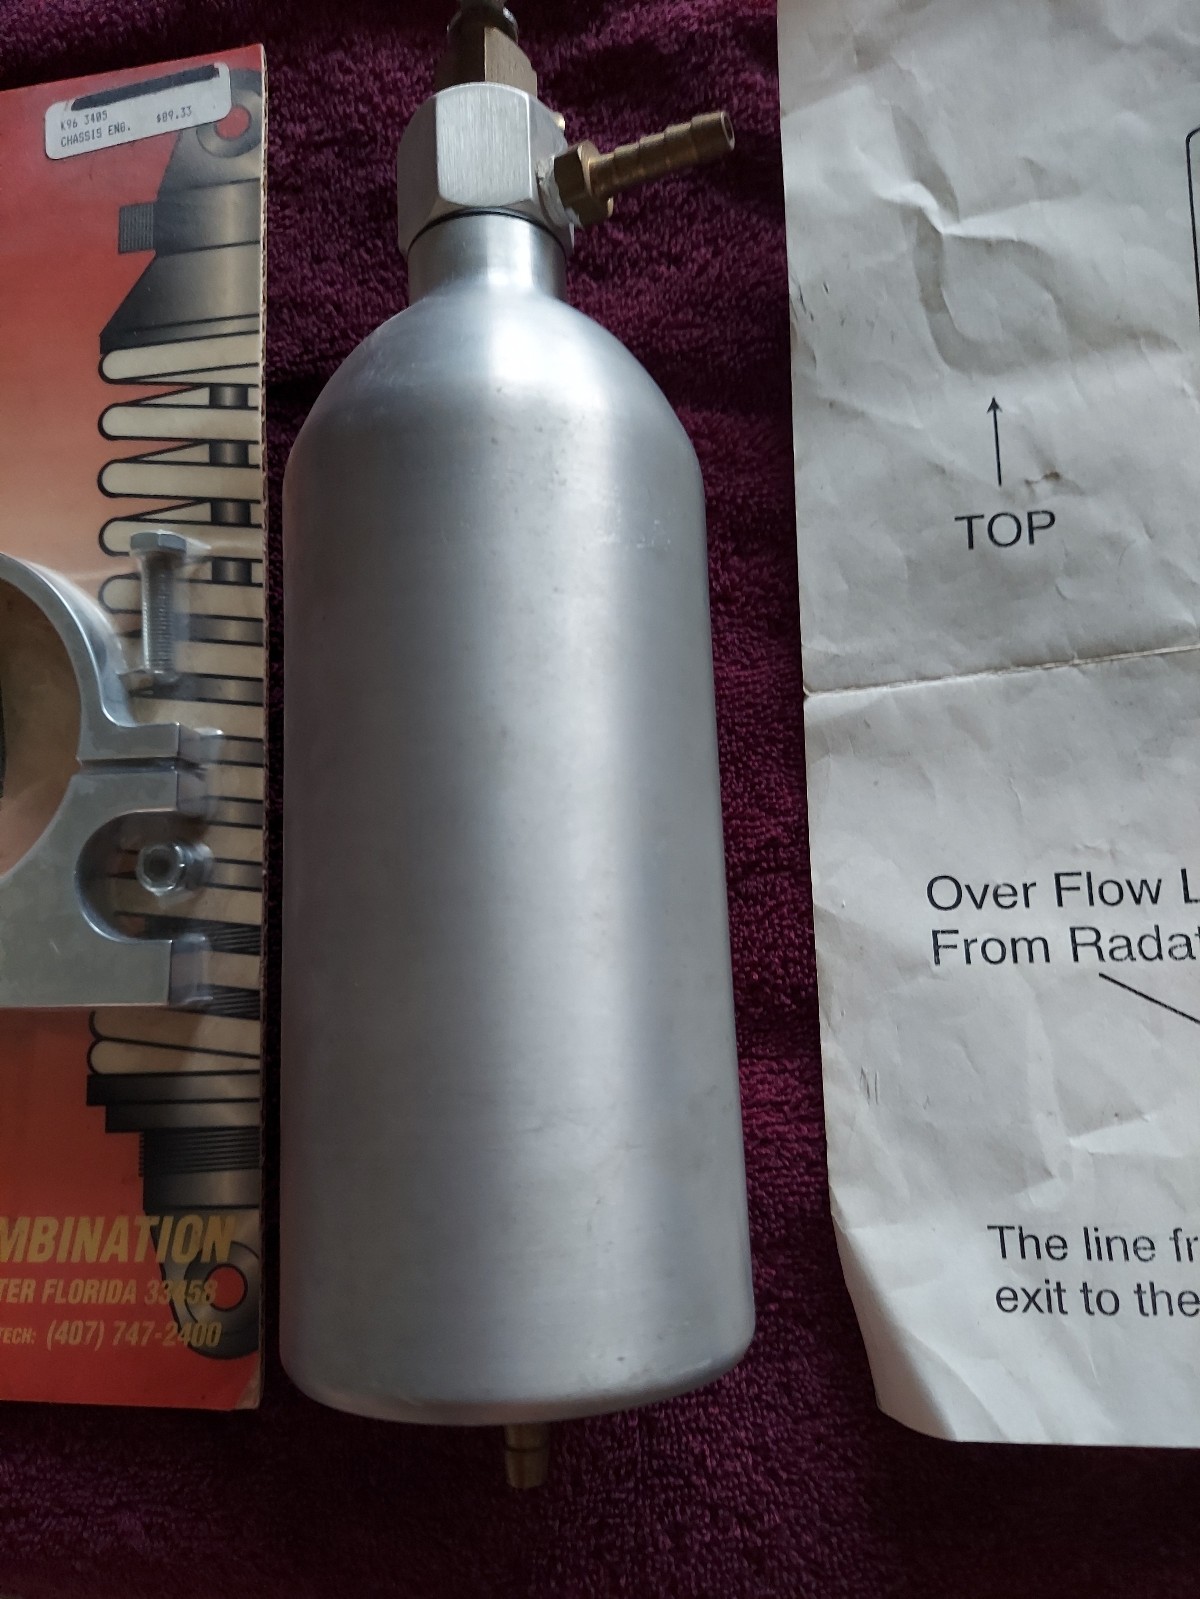 K96 3405
CHASSIS ENG. $89.33
MBINATION
TER FLORIDA 33458
TECH: (407) 747-2400
TOP
Over Flow L
From Radat
The line fr
exit to the